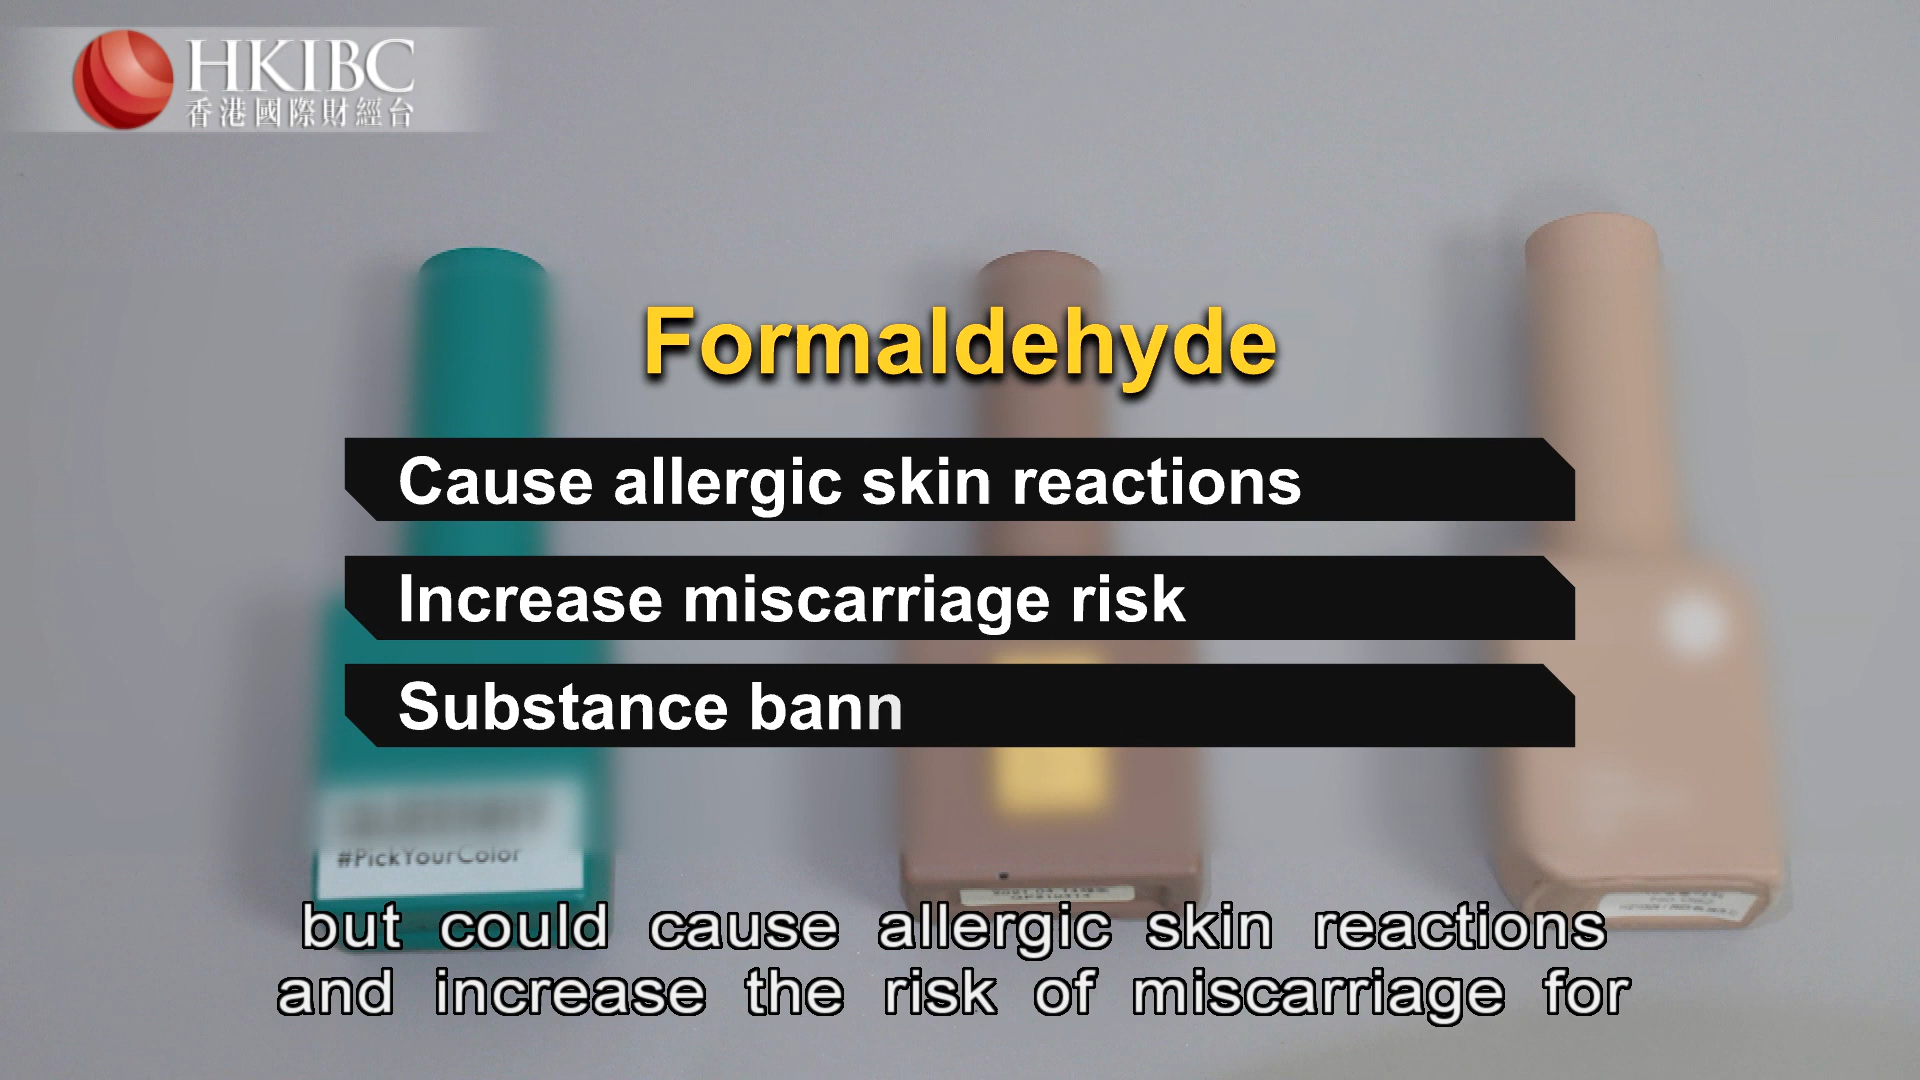 HKIBC
香港國際財經台
Formaldehyde
Cause allergic skin reactions
Increase miscarriage risk
Substance bann
#PickYourColor
but could cause allergic skin reactions
and increase the risk of miscarriage for